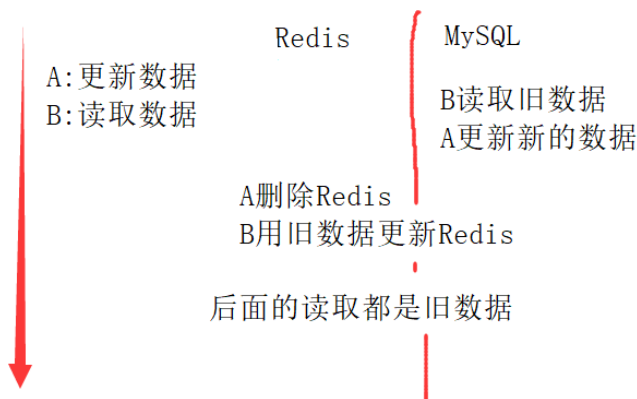 Redis
MySQL
A:更新数据
B:读取数据
B读取旧数据
A更新新的数据
A删除Redis
B用旧数据更新Redis
后面的读取都是旧数据